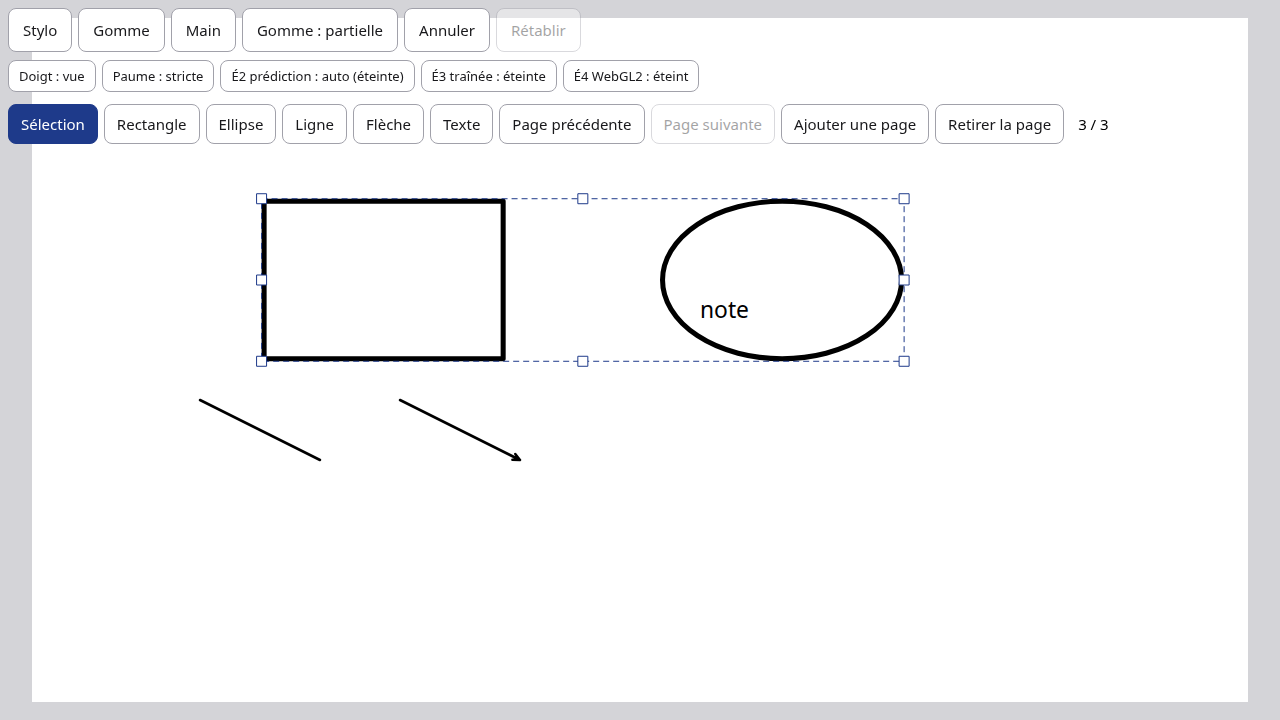 Stylo Gomme Main Gomme : partielle Annuler Rétablir
Doigt : vue Paume : stricte É2 prédiction : auto (éteinte) É3 traînée : éteinte É4 WebGL2 : éteint
Sélection Rectangle Ellipse Ligne Flèche Texte Page précédente Page suivante Ajouter une page Retirer la page 3 / 3
note